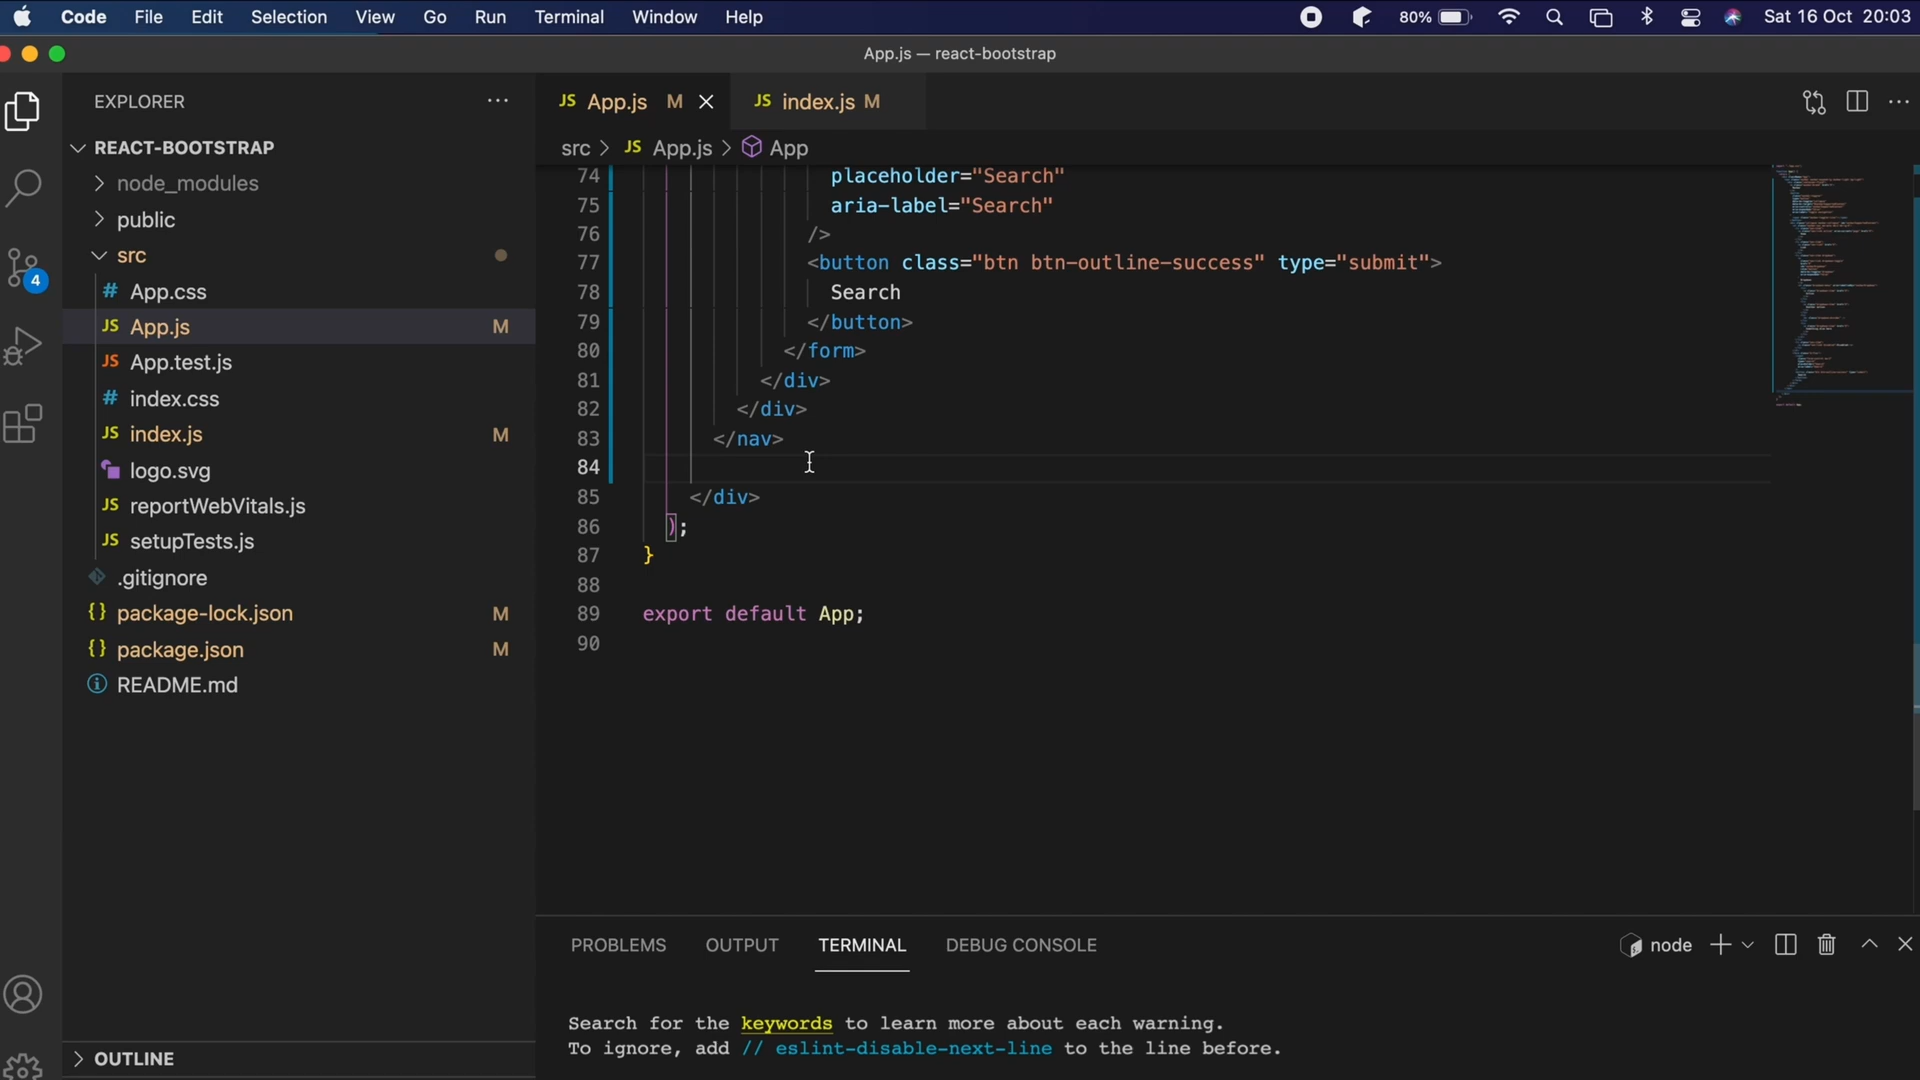 Code File Edit Selection View Go Run Terminal Window Help 80% Sat 16 Oct 20:03
App.js — react-bootstrap
EXPLORER ···
REACT-BOOTSTRAP
node_modules
public
src
# App.css
JS App.js M
JS App.test.js
# index.css
JS index.js M
logo.svg
JS reportWebVitals.js
JS setupTests.js
.gitignore
{} package-lock.json M
{} package.json M
README.md
OUTLINE
4
JS App.js M JS index.js M
src > JS App.js > App
74 placeholder="Search"
75 aria-label="Search"
76 />
77 <button class="btn btn-outline-success" type="submit">
78 Search
79 </button>
80 </form>
81 </div>
82 </div>
83 </nav>
84
85 </div>
86 );
87 }
88
89 export default App;
90
PROBLEMS OUTPUT TERMINAL DEBUG CONSOLE node
Search for the keywords to learn more about each warning.
To ignore, add // eslint-disable-next-line to the line before.